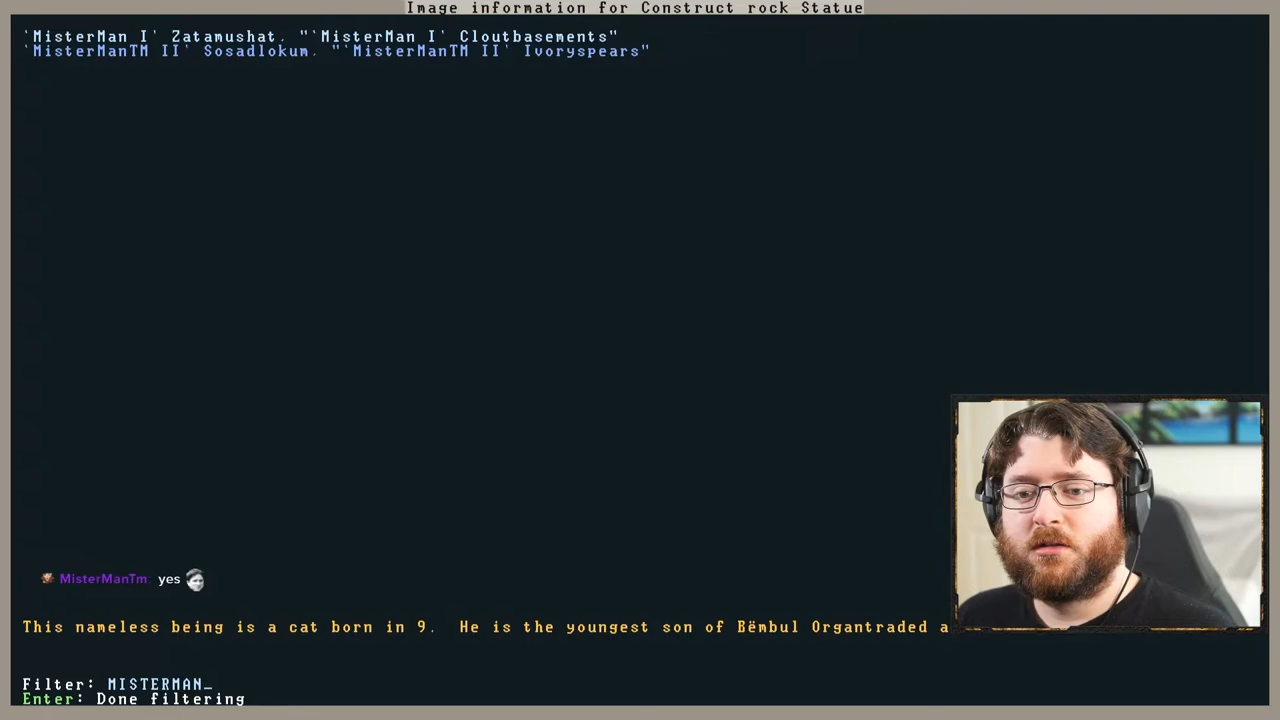 Image information for Construct rock Statue
`MisterMan I' Zatamushat, "`MisterMan I' Cloutbasements"
`MisterManTM II' Sosadlokum, "`MisterManTM II' Ivoryspears"
MisterManTm: yes
This nameless being is a cat born in 9. He is the youngest son of Bëmbul Organtraded
Filter: MISTERMAN_
Enter: Done filtering